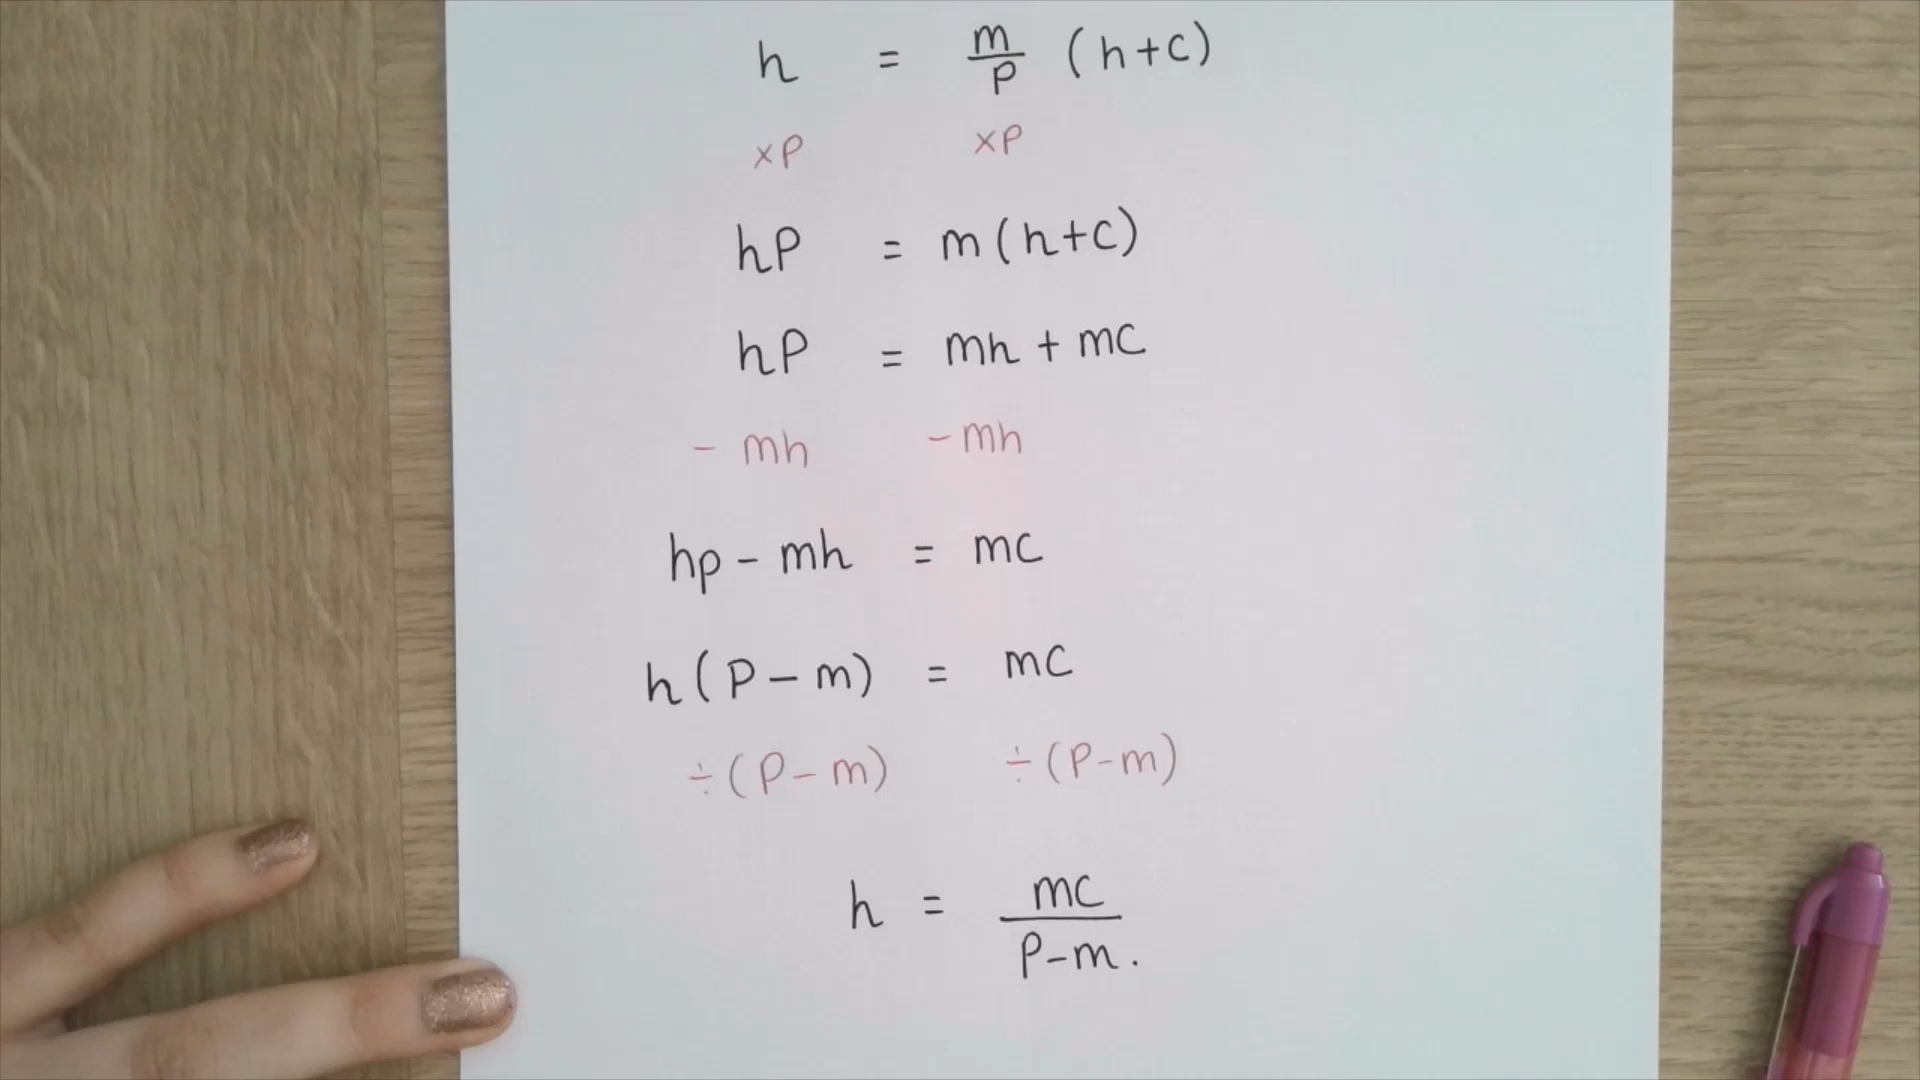 h = m/P (h+c)
×P ×P
hP = m(h+c)
hP = mh + mc
- mh -mh
hp - mh = mc
h(P-m) = mc
÷(P-m) ÷(P-m)
h = mc/P-m.